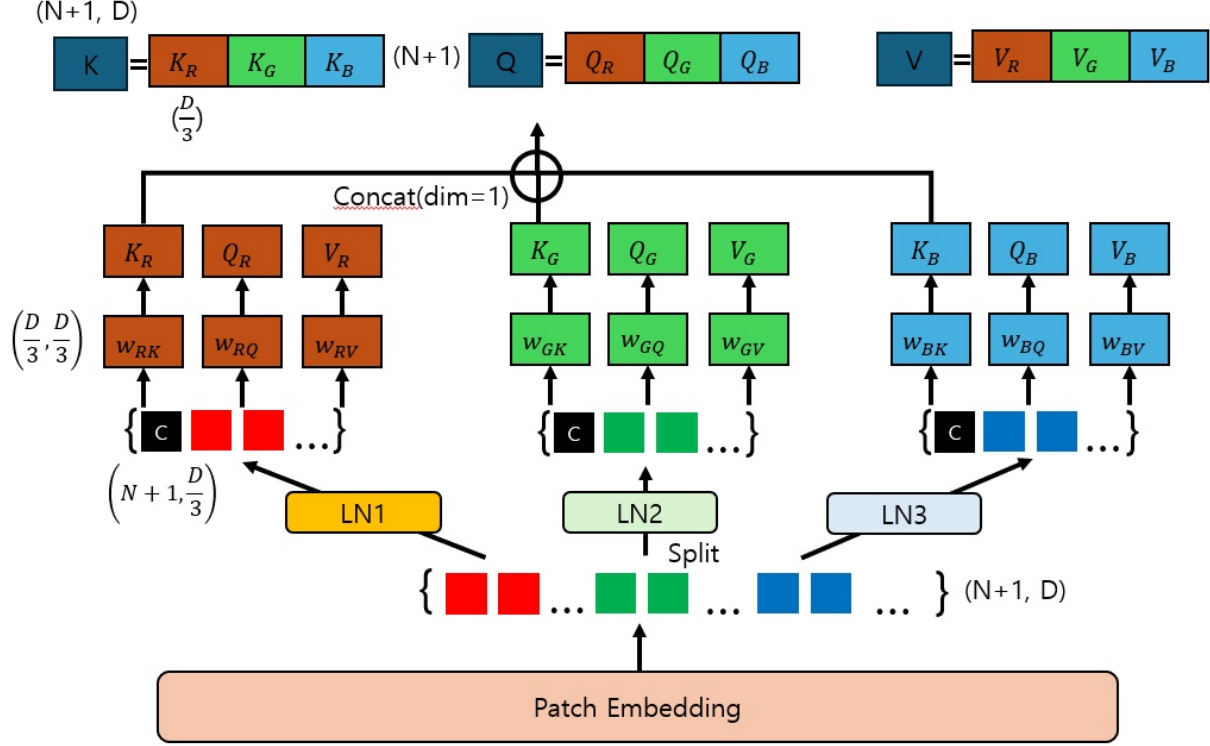 (N+1, D)
K = K_R K_G K_B
(N+1) Q = Q_R Q_G Q_B
V = V_R V_G V_B
(D/3)
Concat(dim=1)
K_R Q_R V_R
K_G Q_G V_G
K_B Q_B V_B
(D/3, D/3)
w_RK w_RQ w_RV
w_GK w_GQ w_GV
w_BK w_BQ w_BV
{ C ... }
{ C ... }
{ C ... }
(N + 1, D/3)
LN1
LN2
LN3
Split
{ ... ... ... } (N+1, D)
Patch Embedding